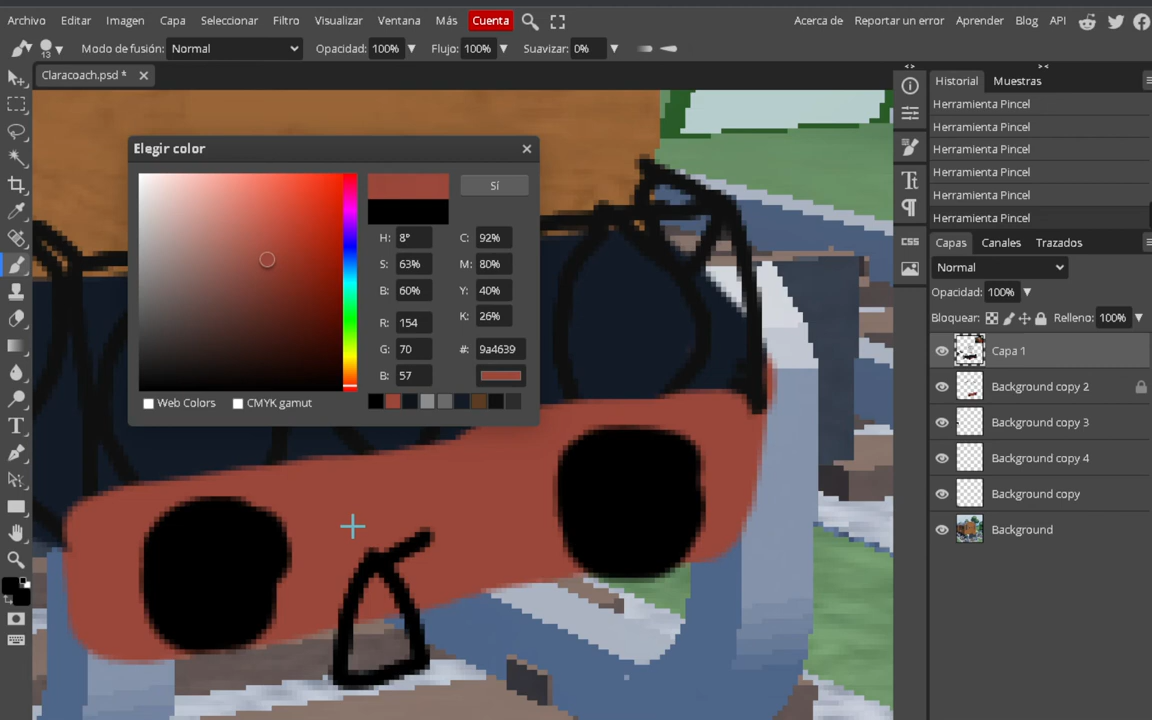 Archivo Editar Imagen Capa Seleccionar Filtro Visualizar Ventana Más Cuenta Acerca de Reportar un error Aprender Blog API
13 Modo de fusión: Normal Opacidad: 100% Flujo: 100% Suavizar: 0%
Claracoach.psd *
Elegir color
Sí
H: 8° C: 92%
S: 63% M: 80%
B: 60% Y: 40%
R: 154 K: 26%
G: 70 #: 9a4639
B: 57
Web Colors CMYK gamut
< >
> <
Historial Muestras
Herramienta Pincel
Herramienta Pincel
Herramienta Pincel
Herramienta Pincel
Herramienta Pincel
Herramienta Pincel
CSS
Capas Canales Trazados
Normal
Opacidad: 100%
Bloquear: Relleno: 100%
Capa 1
Background copy 2
Background copy 3
Background copy 4
Background copy
Background